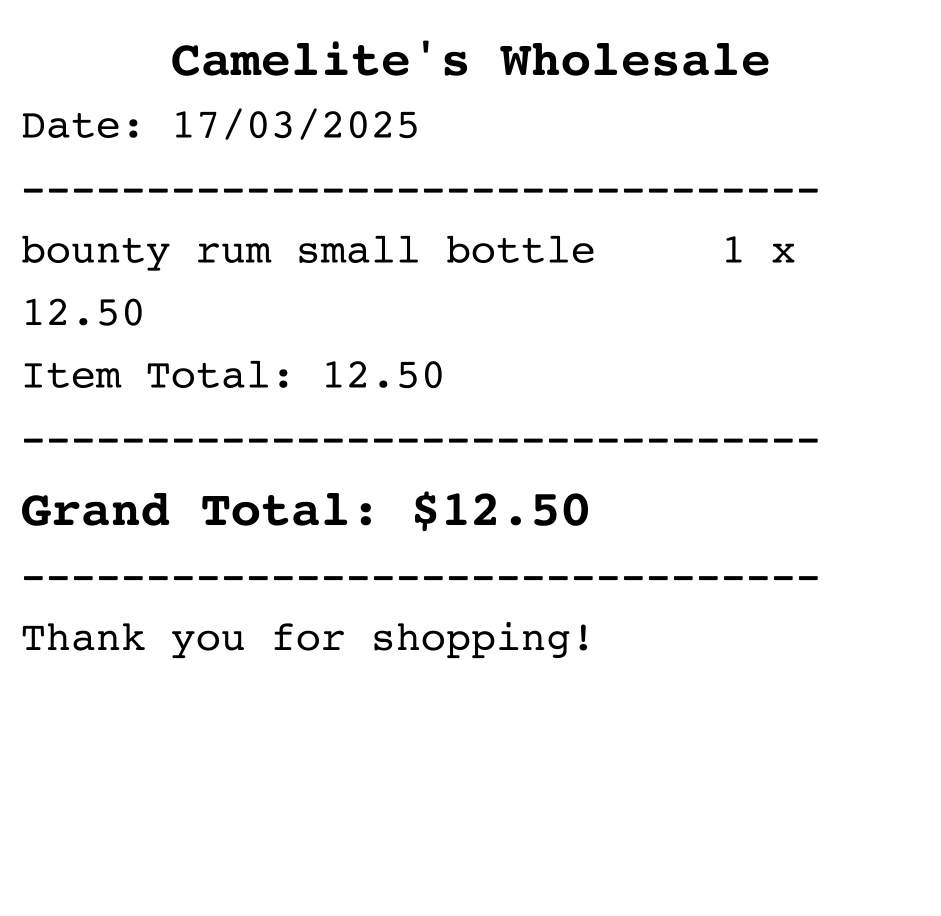 Camelite's Wholesale
Date: 17/03/2025
--------------------------------
bounty rum small bottle     1 x
12.50
Item Total: 12.50
--------------------------------
Grand Total: $12.50
--------------------------------
Thank you for shopping!